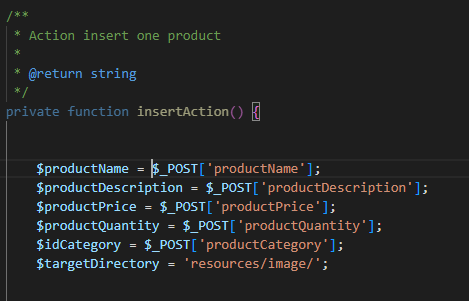 /**
* Action insert one product
*
* @return string
*/
private function insertAction() {
$productName = $_POST['productName'];
$productDescription = $_POST['productDescription'];
$productPrice = $_POST['productPrice'];
$productQuantity = $_POST['productQuantity'];
$idCategory = $_POST['productCategory'];
$targetDirectory = 'resources/image/';